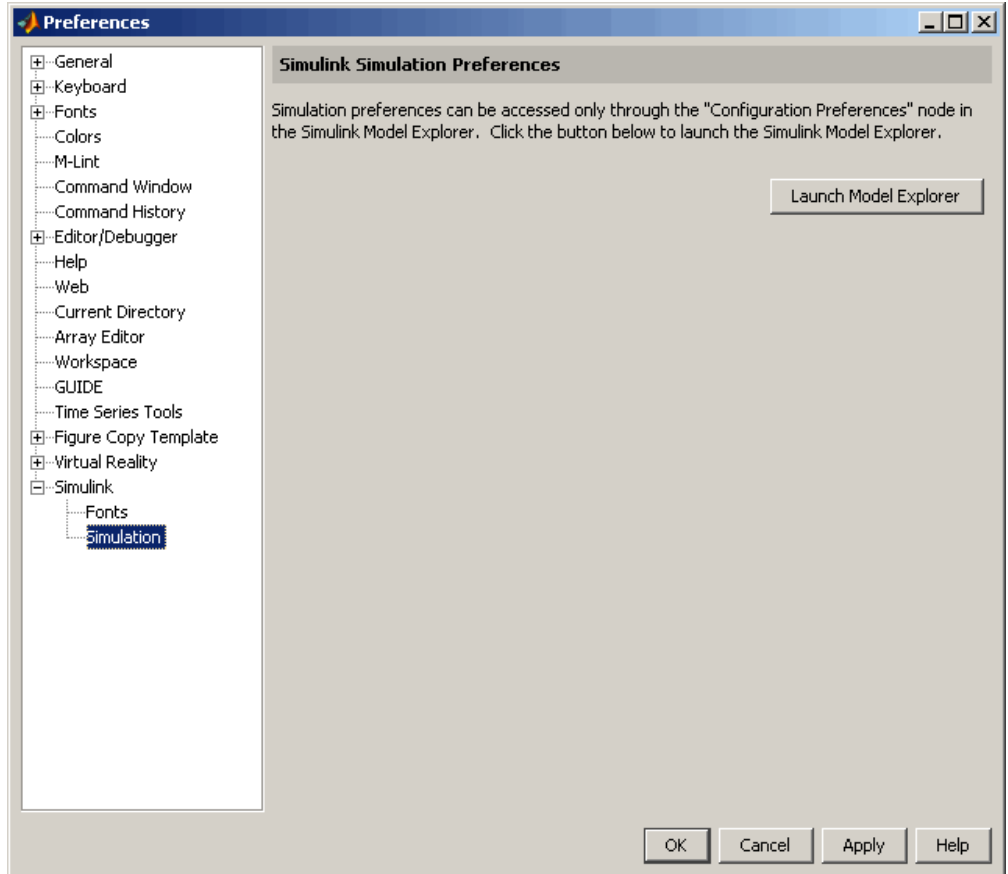 Preferences
General
Keyboard
Fonts
Colors
M-Lint
Command Window
Command History
Editor/Debugger
Help
Web
Current Directory
Array Editor
Workspace
GUIDE
Time Series Tools
Figure Copy Template
Virtual Reality
Simulink
Fonts
Simulation
Simulink Simulation Preferences
Simulation preferences can be accessed only through the "Configuration Preferences" node in
the Simulink Model Explorer. Click the button below to launch the Simulink Model Explorer.
Launch Model Explorer
OK
Cancel
Apply
Help